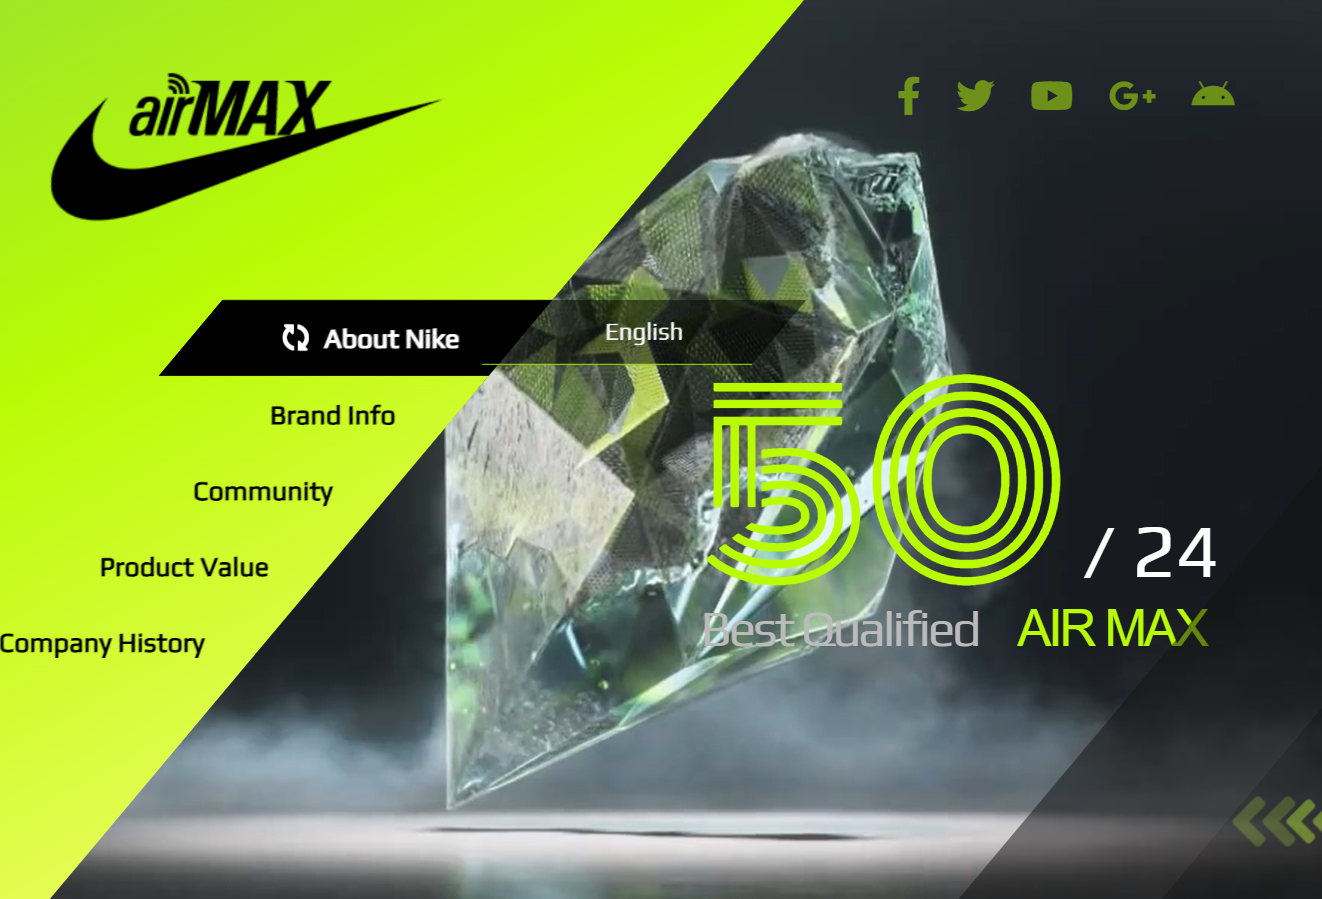 airMAX
About Nike
English
Brand Info
Community
Product Value
Company History
50 / 24
Best Qualified AIR MAX